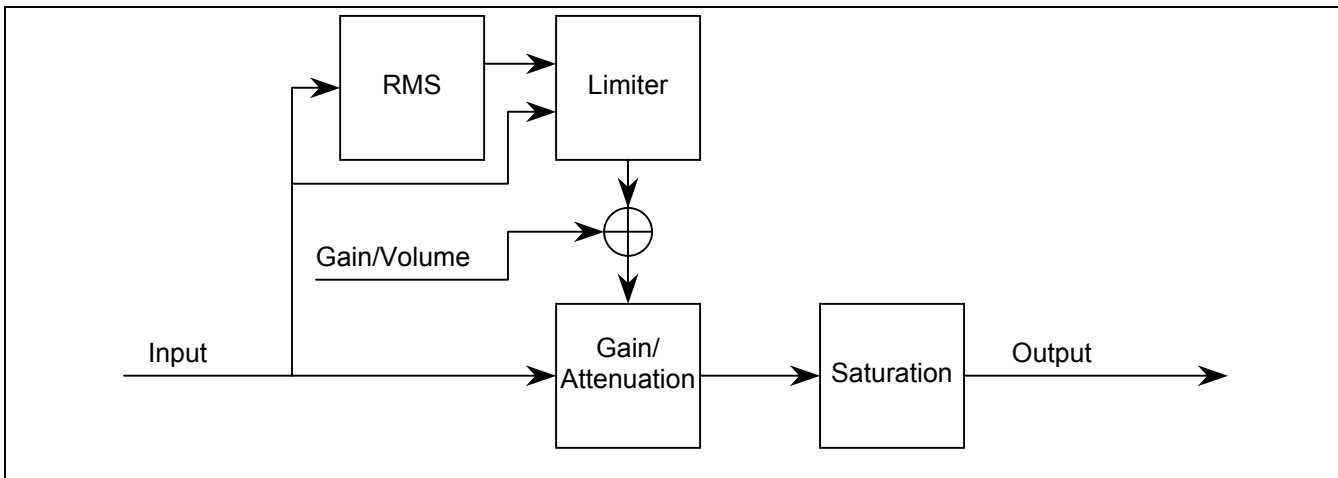 RMS
Limiter
Gain/Volume
Input
Gain/
Attenuation
Saturation
Output